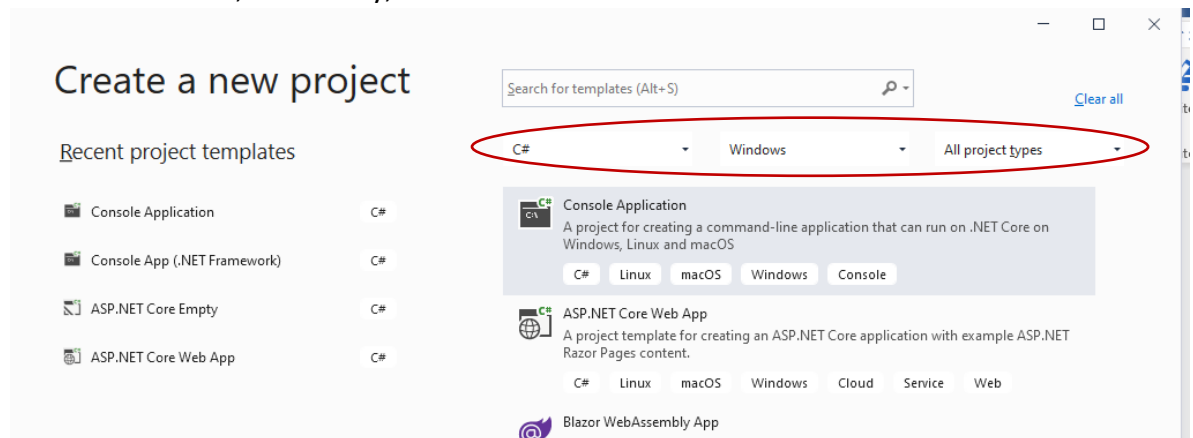 Create a new project
Search for templates (Alt+S)
Clear all
Recent project templates
C#
Windows
All project types
Console Application
C#
Console App (.NET Framework)
C#
ASP.NET Core Empty
C#
ASP.NET Core Web App
C#
Console Application
A project for creating a command-line application that can run on .NET Core on
Windows, Linux and macOS
C# Linux macOS Windows Console
ASP.NET Core Web App
A project template for creating an ASP.NET Core application with example ASP.NET
Razor Pages content.
C# Linux macOS Windows Cloud Service Web
Blazor WebAssembly App